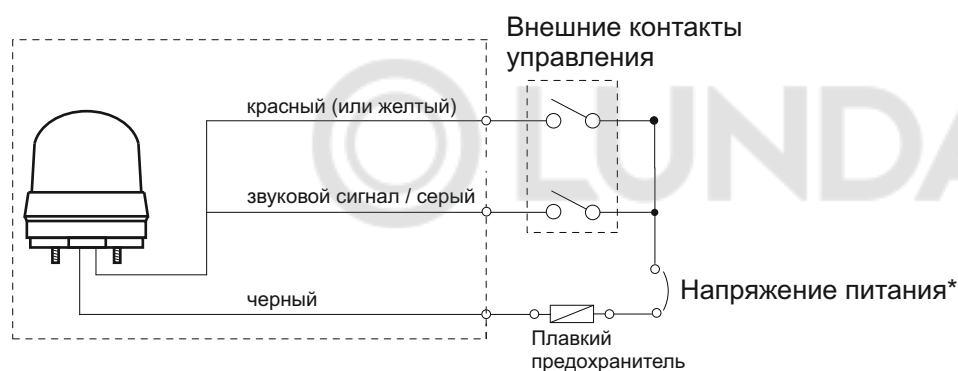 Внешние контакты
управления
красный (или желтый)
звуковой сигнал / серый
черный
Напряжение питания*
Плавкий
предохранитель
LUNDA